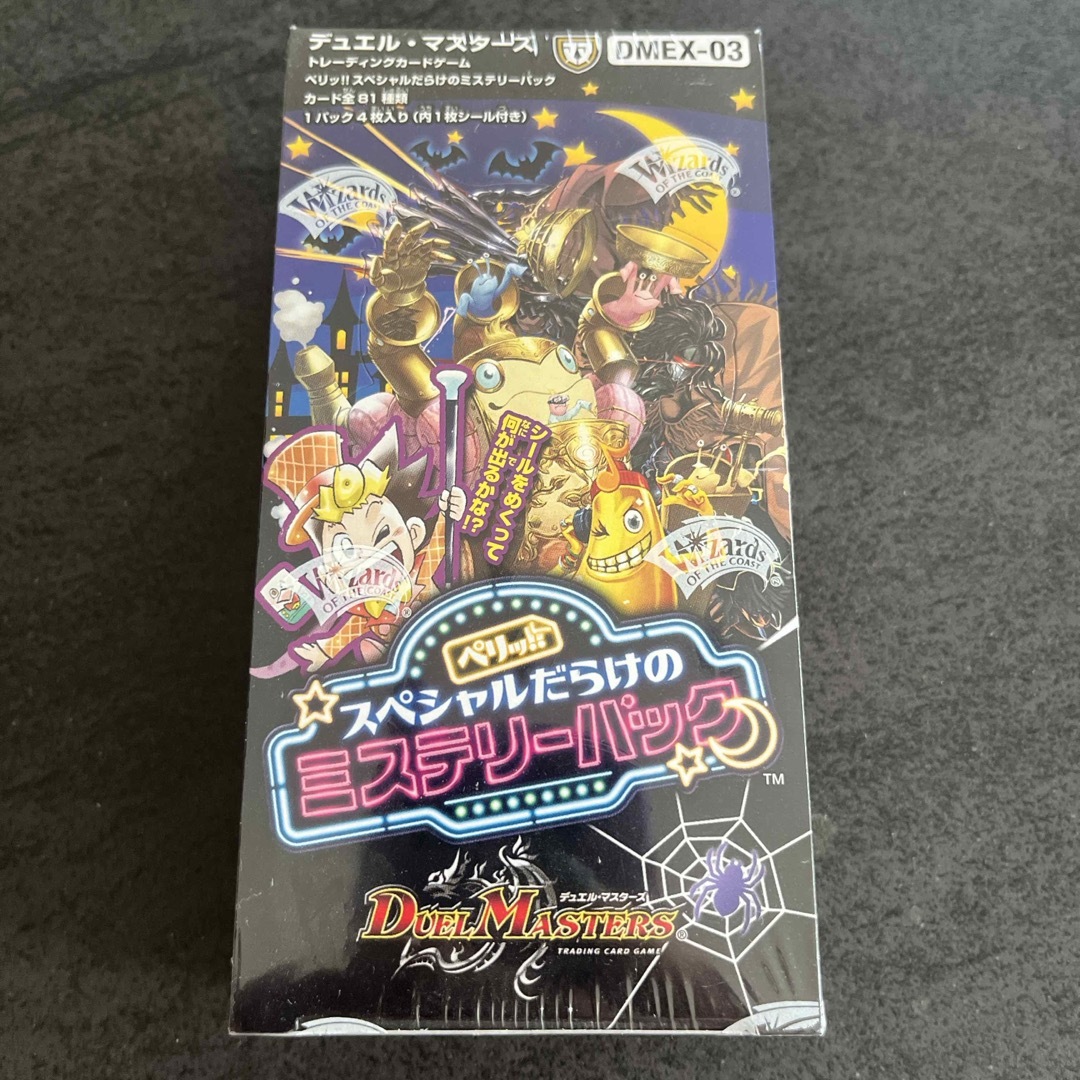 デュエル・マスターズ
DMEX-03
トレーディングカードゲーム
ペリッ!!スペシャルだらけのミステリーパック
カード全81種類
1パック4枚入り(内1枚シール付き)
Wizards
OF THE COAST®
Wizards
OF THE COAST®
シールをめくって
何が出るかな!?
なに で
Wizards
OF THE COAST®
Wizards
OF THE COAST®
ペリッ!!
スペシャルだらけの
ミステリーパック
TM
デュエル・マスターズ
DUEL MASTERS®
TRADING CARD GAME